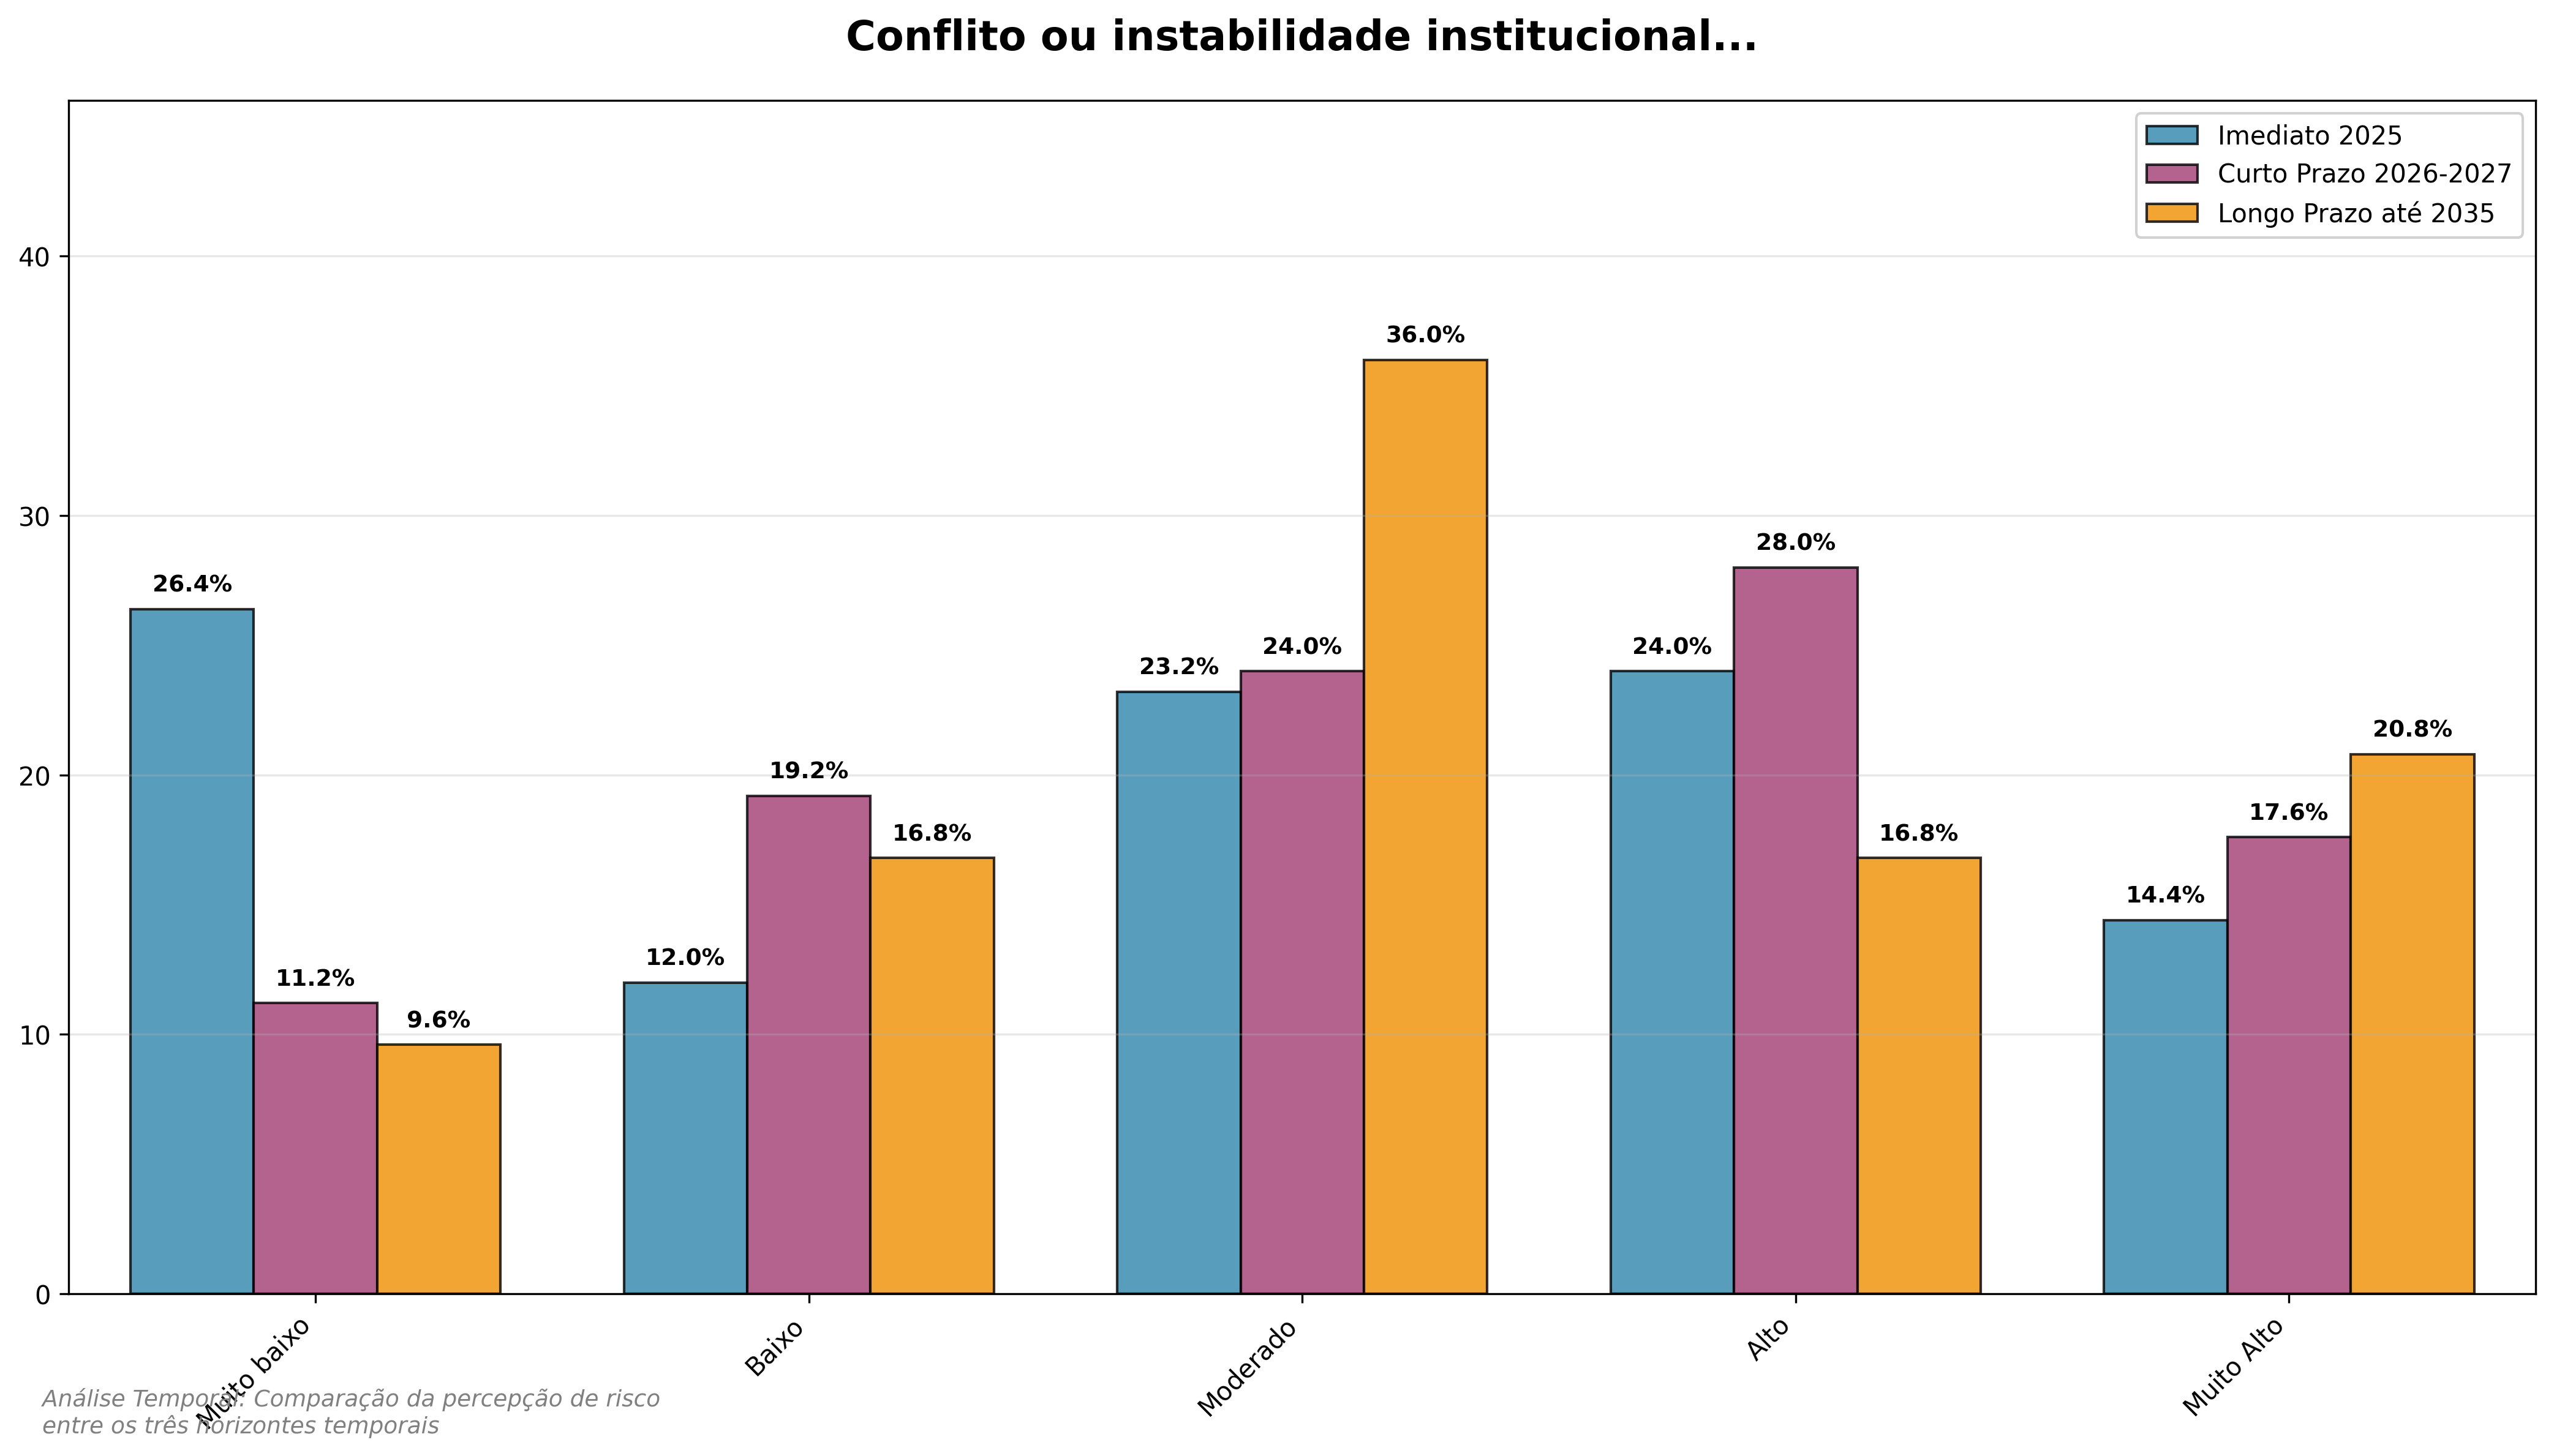 Conflito ou instabilidade institucional...
Imediato 2025
Curto Prazo 2026-2027
Longo Prazo até 2035
40
30
20
10
0
26.4%
11.2%
9.6%
12.0%
19.2%
16.8%
23.2%
24.0%
36.0%
24.0%
28.0%
16.8%
14.4%
17.6%
20.8%
Muito baixo
Baixo
Moderado
Alto
Muito Alto
Análise Temporal: Comparação da percepção de risco
entre os três horizontes temporais